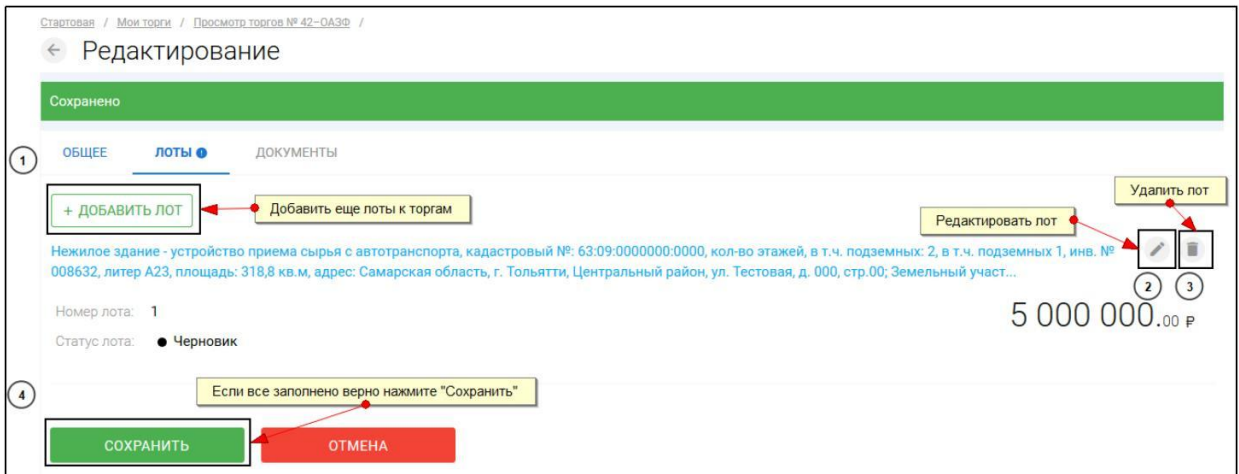 Стартовая / Мои торги / Просмотр торгов № 42-ОАЗФ /
Редактирование
Сохранено
1
ОБЩЕЕ ЛОТЫ ДОКУМЕНТЫ
Удалить лот
+ ДОБАВИТЬ ЛОТ
Добавить еще лоты к торгам
Редактировать лот
Нежилое здание - устройство приема сырья с автотранспорта, кадастровый №: 63:09:0000000:0000, кол-во этажей, в т.ч. подземных: 2, в т.ч. подземных 1, инв. №
008632, литер А23, площадь: 318,8 кв.м, адрес: Самарская область, г. Тольятти, Центральный район, ул. Тестовая, д. 000, стр.00; Земельный участ...
2 3
Номер лота: 1
5 000 000.00 ₽
Статус лота: ● Черновик
4
Если все заполнено верно нажмите "Сохранить"
СОХРАНИТЬ ОТМЕНА